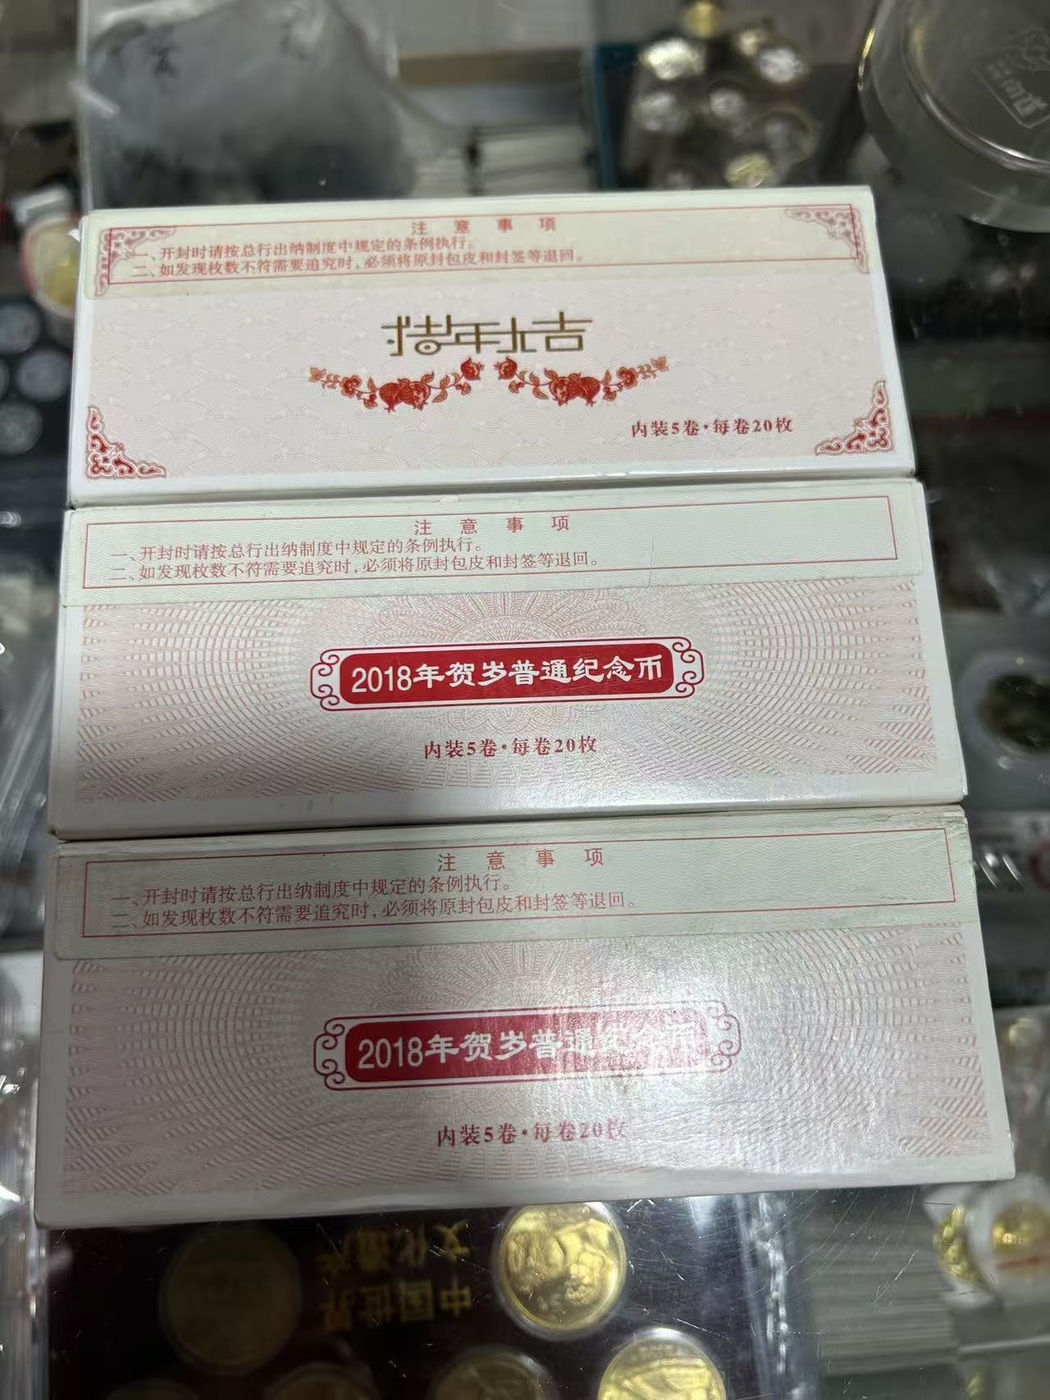 注意事项
一、开封时请按总行出纳制度中规定的条例执行。
二、如发现枚数不符需要追究时，必须将原封包皮和封签等退回。
猪年大吉
内装5卷·每卷20枚
注意事项
一、开封时请按总行出纳制度中规定的条例执行。
二、如发现枚数不符需要追究时，必须将原封包皮和封签等退回。
2018年贺岁普通纪念币
内装5卷·每卷20枚
注意事项
一、开封时请按总行出纳制度中规定的条例执行。
二、如发现枚数不符需要追究时，必须将原封包皮和封签等退回。
2018年贺岁普通纪念币
内装5卷·每卷20枚
中国世界
文化遗产